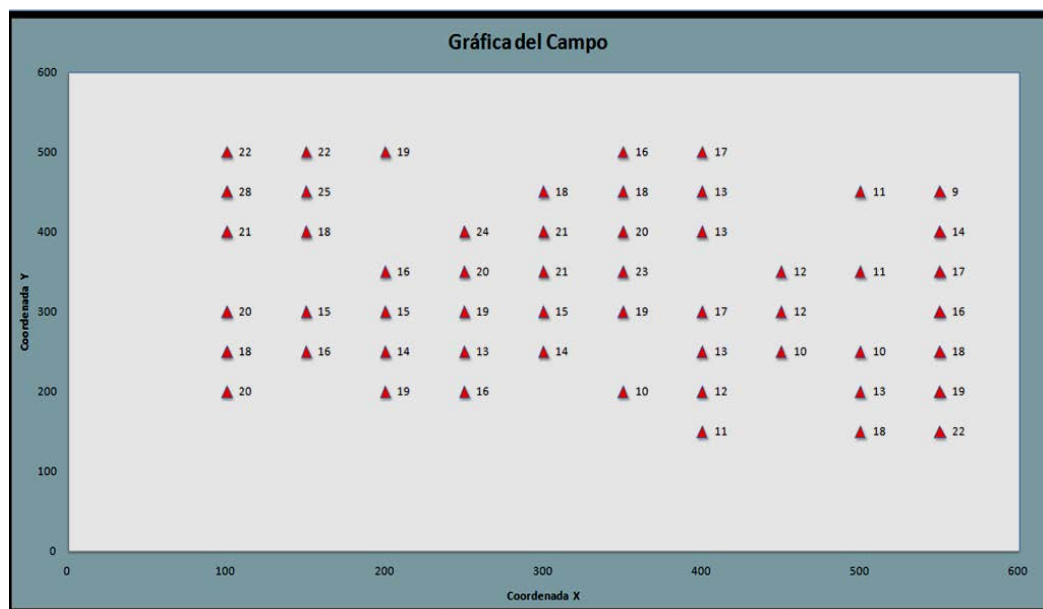 Gráfica del Campo
600
500
22 22 19 16 17
28 25 18 18 13 11 9
400
21 18 24 21 20 13 14
16 20 21 23 12 11 17
300
20 15 15 19 15 19 17 12 16
18 16 14 13 14 13 10 10 18
200
20 19 16 10 12 13 19
11 18 22
100
0
0 100 200 300 400 500 600
Coordenada Y
Coordenada X